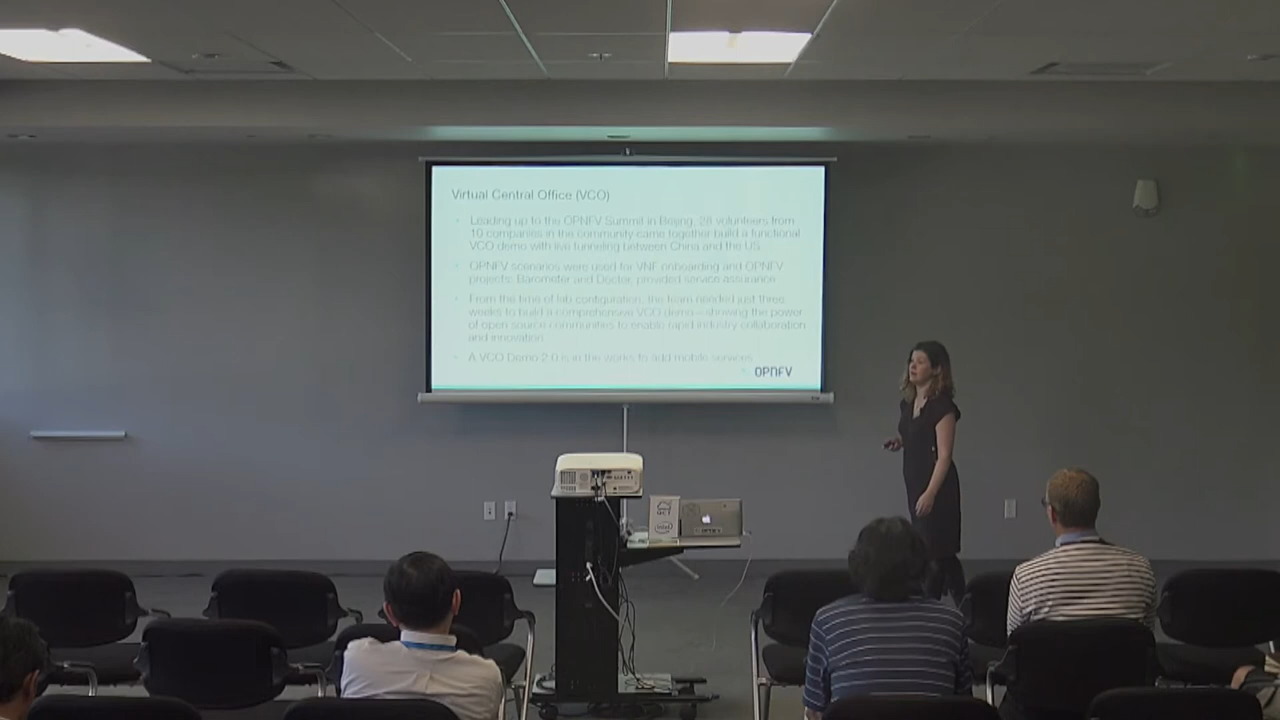 Virtual Central Office (VCO)
Leading up to the OPNFV Summit in Beijing, 26 volunteers from
10 companies in the community came together build a functional
VCO demo with live tunneling between China and the US.
OPNFV scenarios were used for VNF onboarding and OPNFV
projects, Barometer and Doctor, provided service assurance
From the time of lab configuration, the team needed just three
weeks to build a comprehensive VCO demo—showing the power
of open source communities to enable rapid industry collaboration
and innovation.
A VCO Demo 2.0 is in the works to add mobile services
OPNFV
QCT
intel